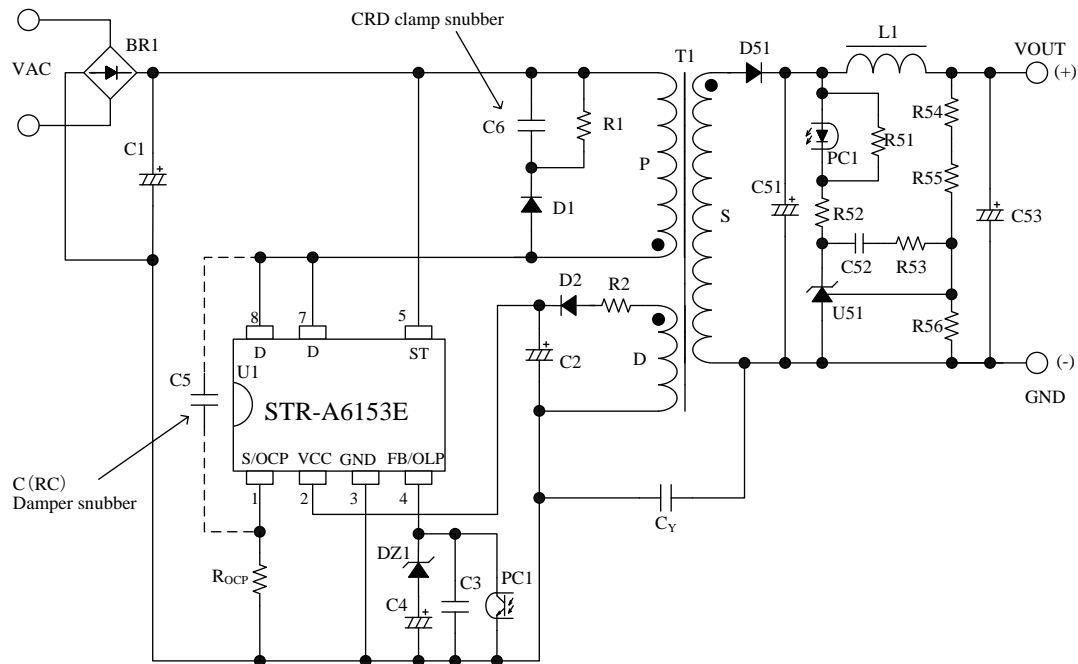 CRD clamp snubber
BR1
VAC
C1
C6
R1
D1
T1
P
S
D51
L1
VOUT
(+)
PC1
R51
R54
R55
C51
R52
C53
C52
R53
U51
R56
(-)
GND
D2
R2
C2
D
8
7
5
D
D
ST
U1
C5
STR-A6153E
S/OCP
VCC
GND
FB/OLP
1
2
3
4
C(RC)
Damper snubber
CY
ROCP
DZ1
C4
C3
PC1